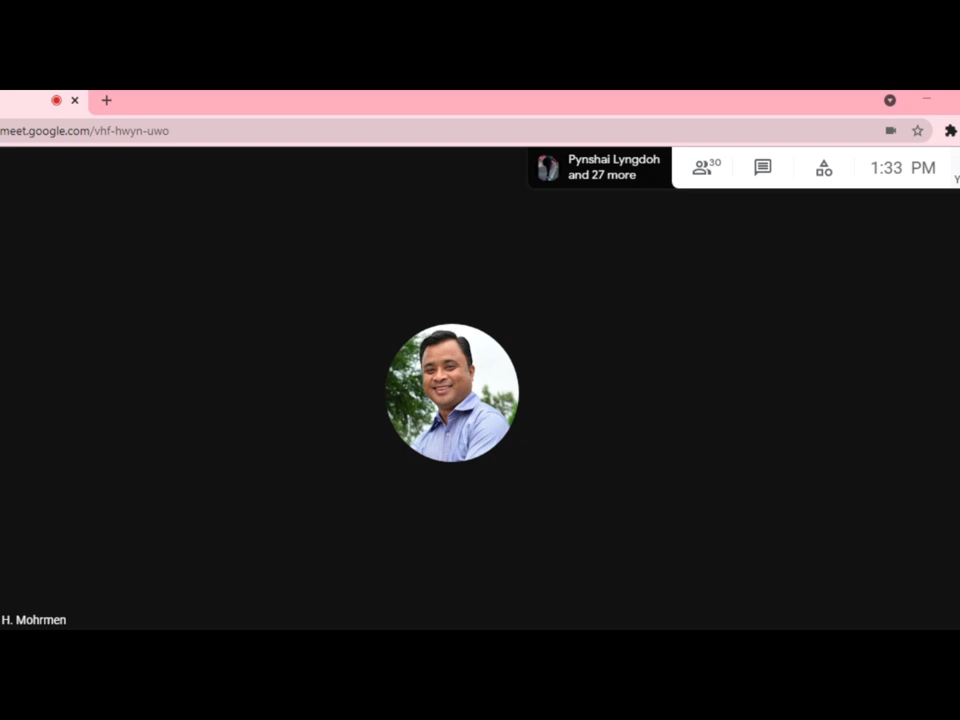 meet.google.com/vhf-hwyn-uwo
Pynshai Lyngdoh
and 27 more
30
1:33 PM
Y
H. Mohrmen